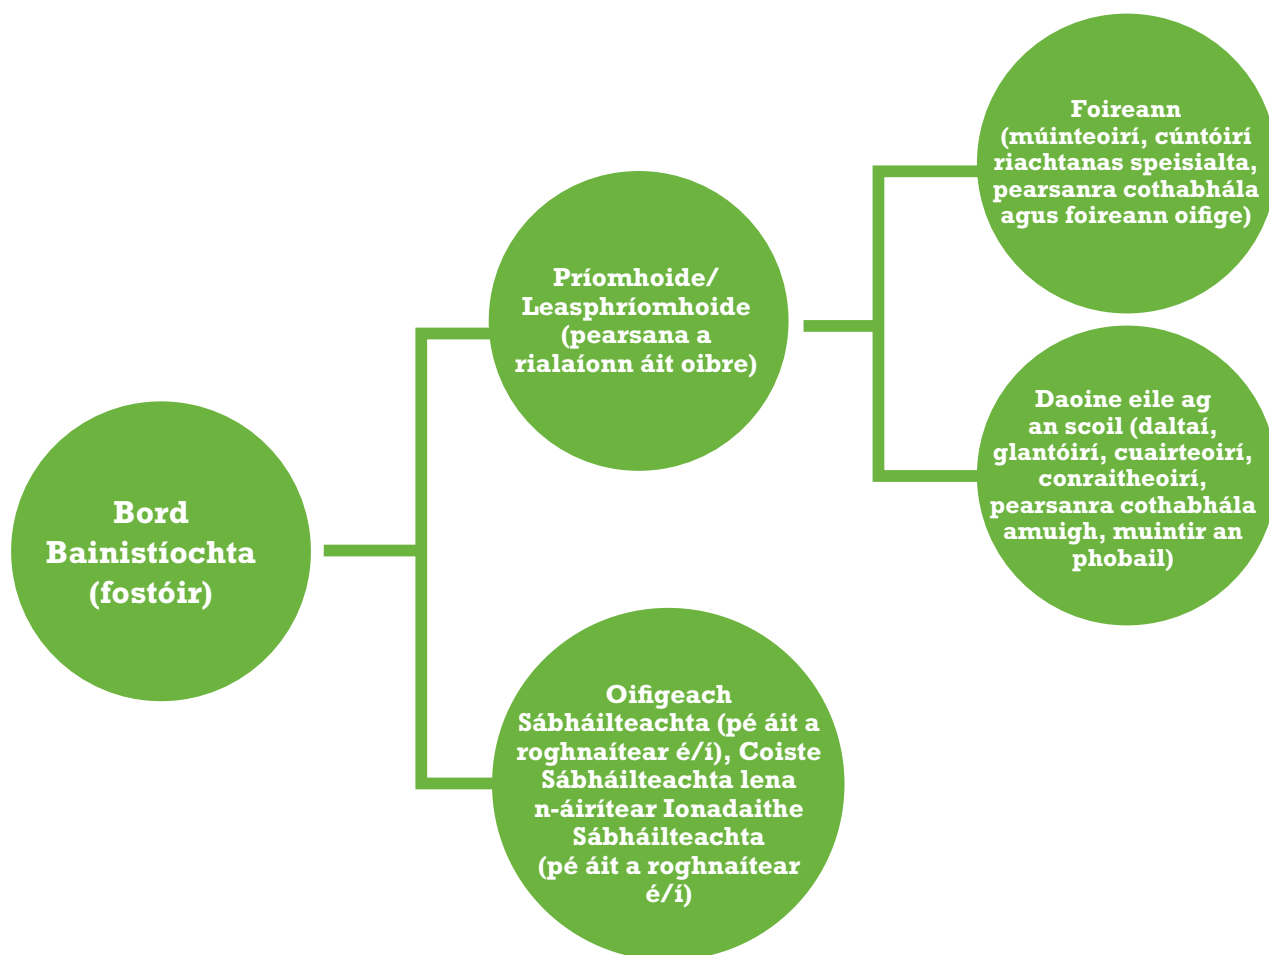 Bord
Bainistíochta
(fostóir)
Príomhoide/
Leasphríomhoide
(pearsana a
rialaíonn áit oibre)
Oifigeach
Sábháilteachta (pé áit a
roghnaítear é/í), Coiste
Sábháilteachta lena
n-áirítear Ionadaithe
Sábháilteachta
(pé áit a roghnaítear
é/í)
Foireann
(múinteoirí, cúntóirí
riachtanas speisialta,
pearsanra cothabhála
agus foireann oifige)
Daoine eile ag
an scoil (daltaí,
glantóirí, cuairteoirí,
conraitheoirí,
pearsanra cothabhála
amuigh, muintir an
phobail)